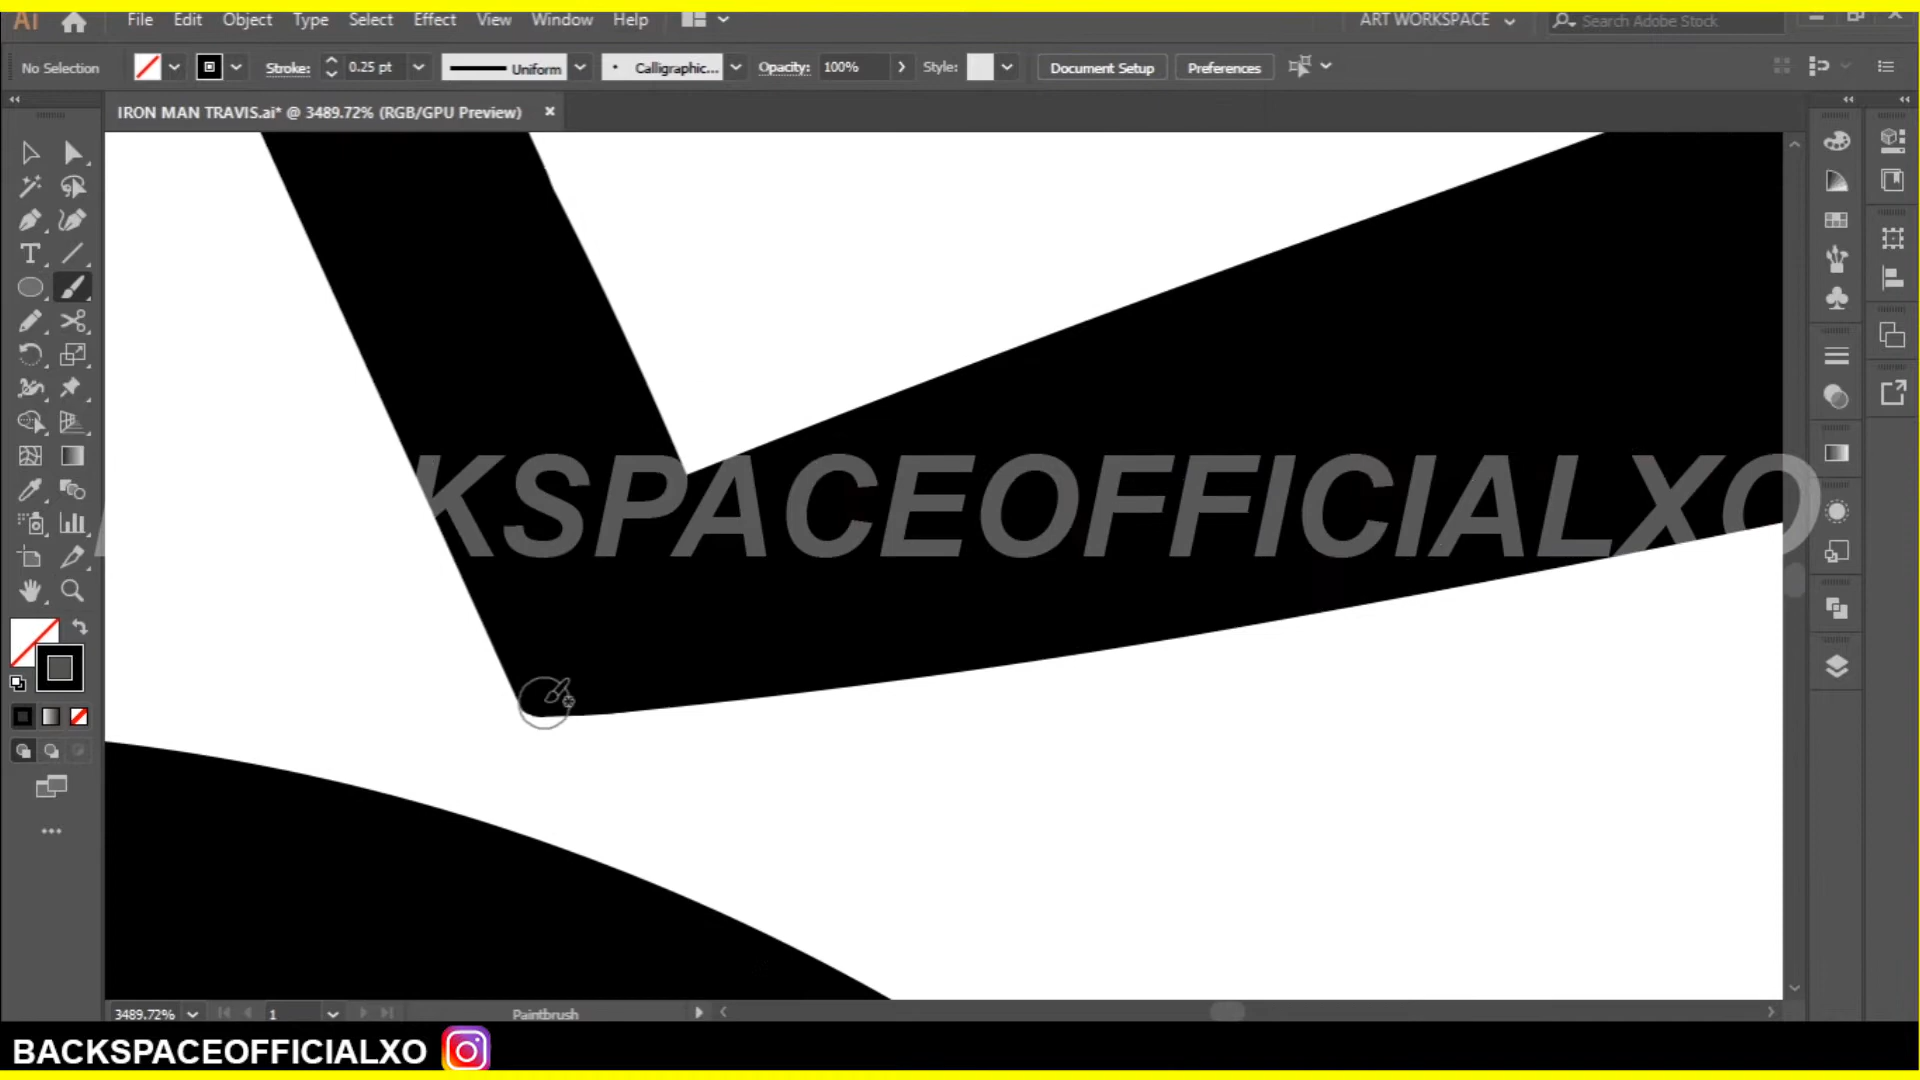 Ai File Edit Object Type Select Effect View Window Help ART WORKSPACE Search Adobe Stock
No Selection Stroke: 0.25 pt Uniform Calligraphic... Opacity: 100% Style: Document Setup Preferences
IRON MAN TRAVIS.ai* @ 3489.72% (RGB/GPU Preview)
KSPACEOFFICIALXO
3489.72% 1 Paintbrush
BACKSPACEOFFICIALXO